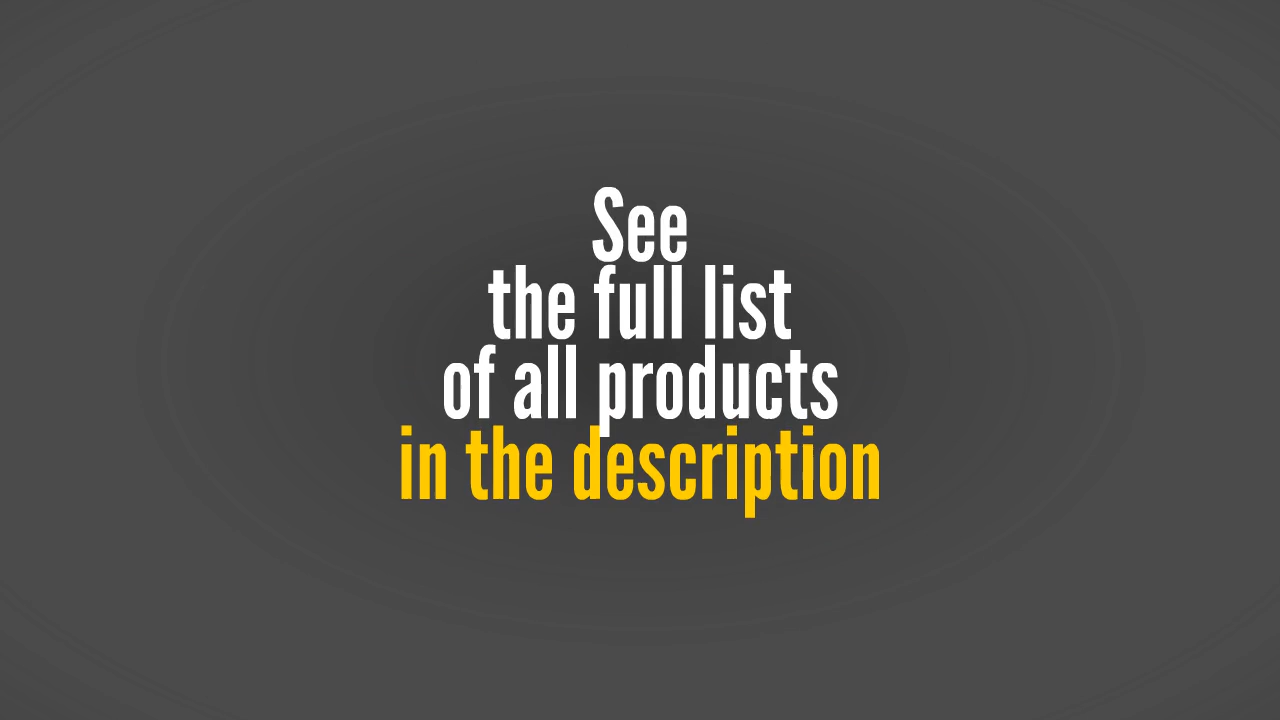 See
the full list
of all products
in the description